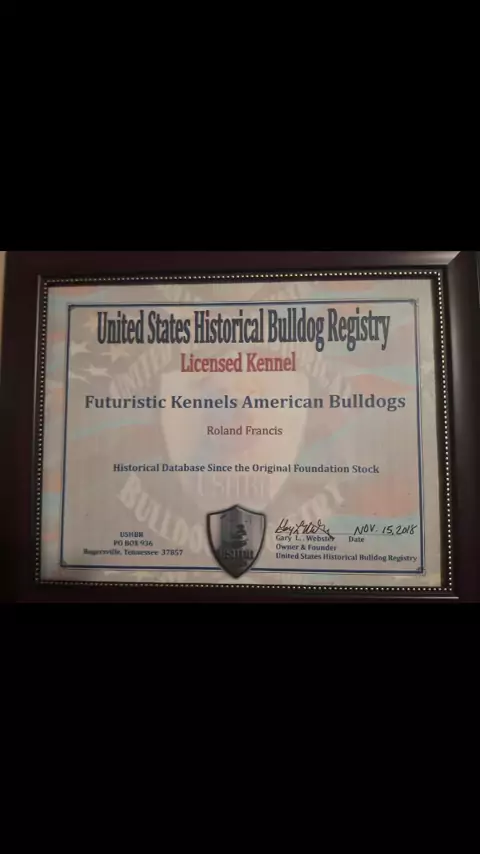 United States Historical Bulldog Registry
Licensed Kennel
Futuristic Kennels American Bulldogs
Roland Francis
Historical Database Since the Original Foundation Stock
USHBR
PO BOX 936
Rogersville, Tennessee 37857
USHBR
NOV. 15, 2018
Gary L. Webster Date
Owner & Founder
United States Historical Bulldog Registry